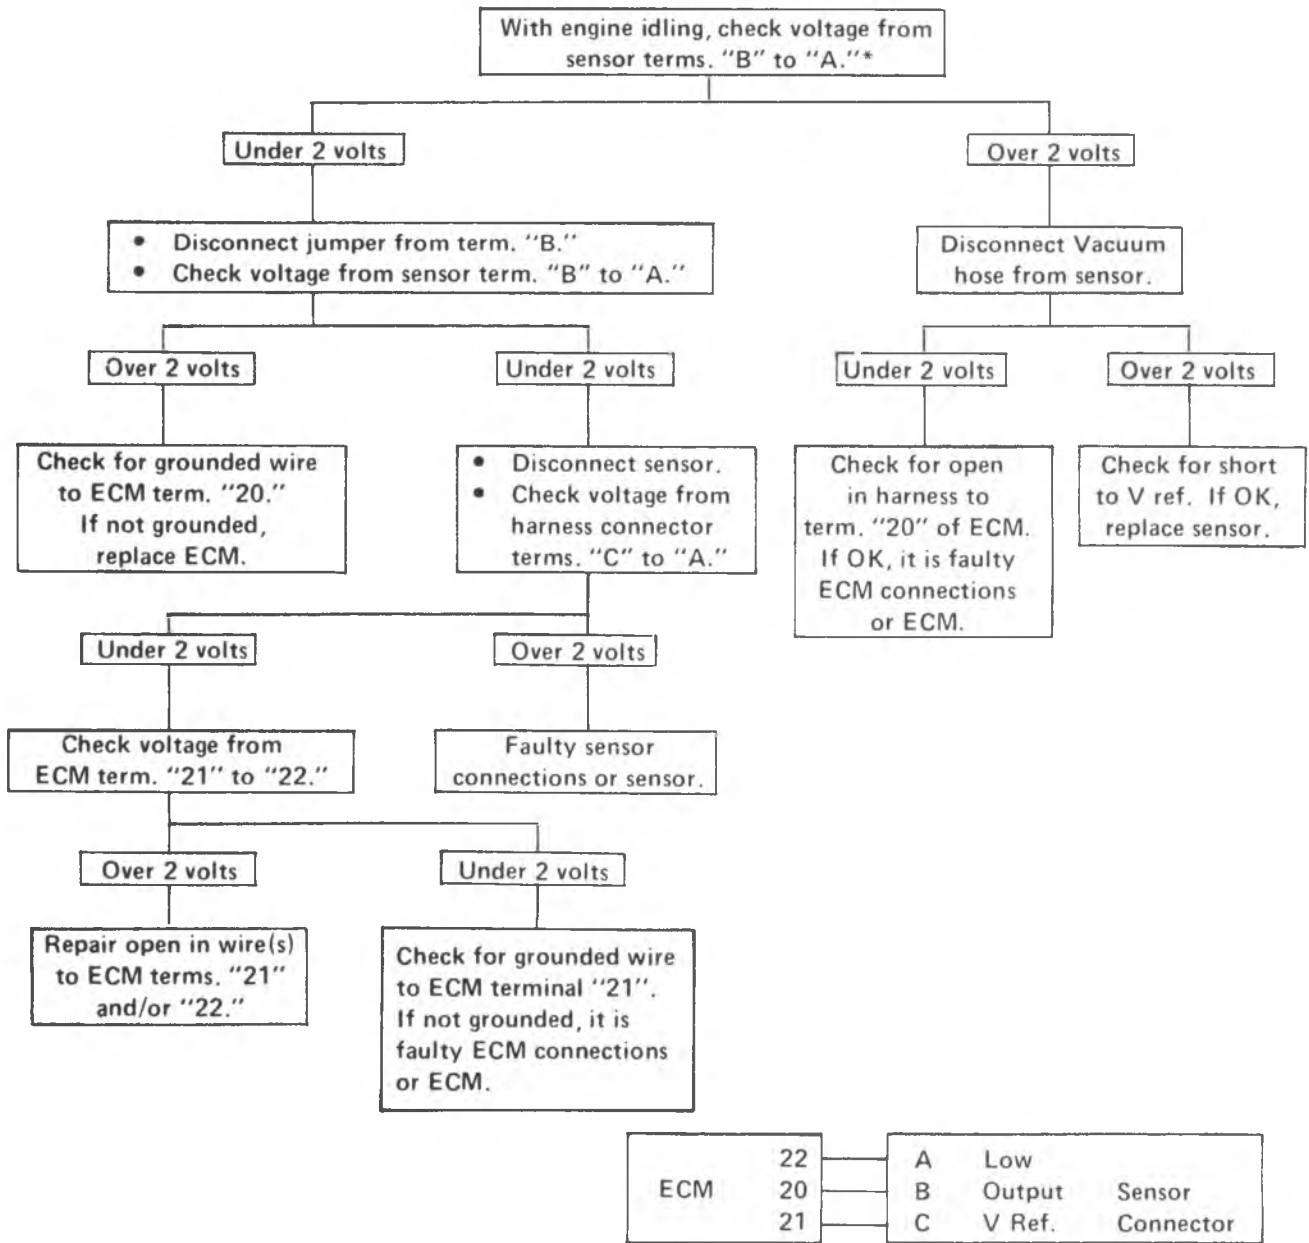 With engine idling, check voltage from
sensor terms. "B" to "A."*
Under 2 volts
Over 2 volts
• Disconnect jumper from term. "B."
• Check voltage from sensor term. "B" to "A."
Disconnect Vacuum
hose from sensor.
Over 2 volts
Under 2 volts
Under 2 volts
Over 2 volts
Check for grounded wire
to ECM term. "20."
If not grounded,
replace ECM.
• Disconnect sensor.
• Check voltage from
harness connector
terms. "C" to "A."
Check for open
in harness to
term. "20" of ECM.
If OK, it is faulty
ECM connections
or ECM.
Check for short
to V ref. If OK,
replace sensor.
Under 2 volts
Over 2 volts
Check voltage from
ECM term. "21" to "22."
Faulty sensor
connections or sensor.
Over 2 volts
Under 2 volts
Repair open in wire(s)
to ECM terms. "21"
and/or "22."
Check for grounded wire
to ECM terminal "21".
If not grounded, it is
faulty ECM connections
or ECM.
22 A Low
ECM 20 B Output Sensor
21 C V Ref. Connector